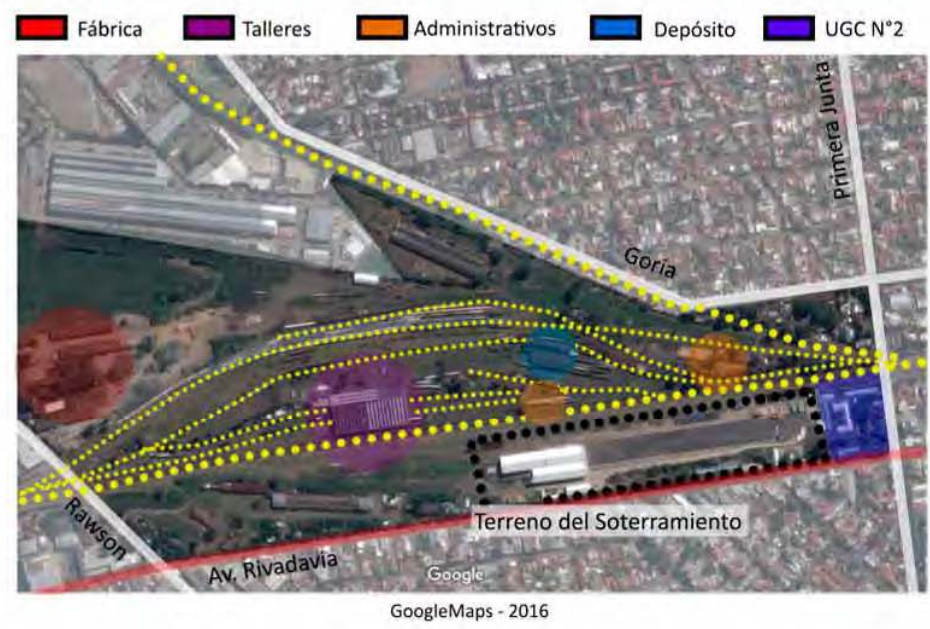 Fábrica
Talleres
Administrativos
Depósito
UGC N°2
Primera Junta
Goria
Terreno del Soterramiento
Rawson
Av. Rivadavia
Google
GoogleMaps - 2016